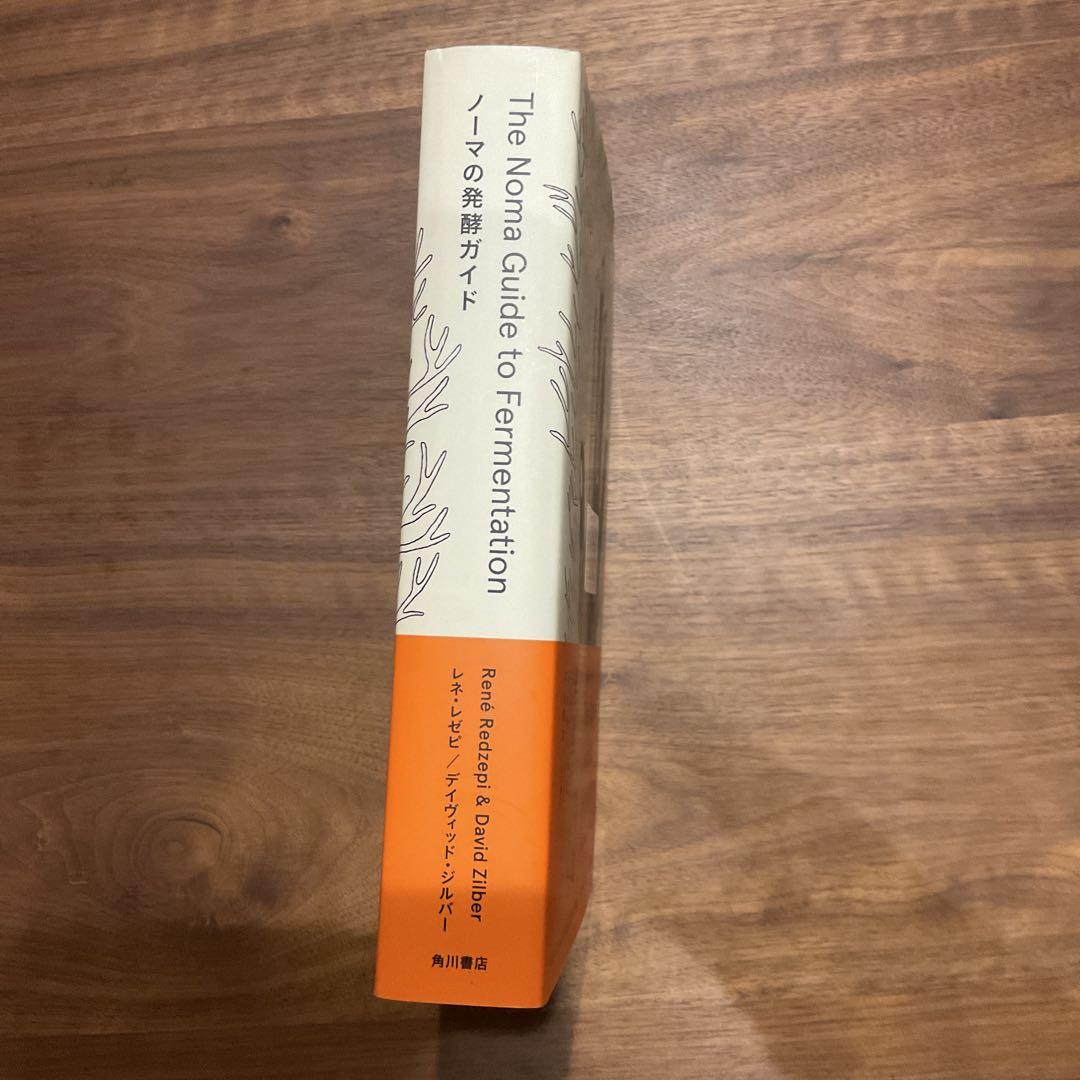 The Noma Guide to Fermentation
ノーマの発酵ガイド
René Redzepi & David Zilber
レネ・レゼピ／デイヴィッド・ジルバー
角川書店